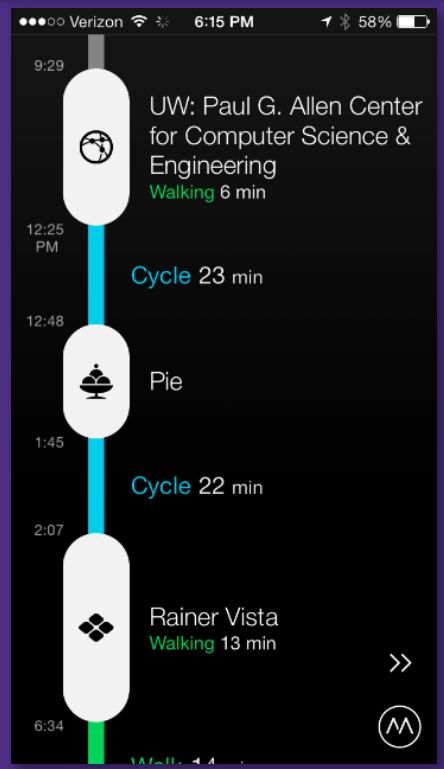 Verizon 6:15 PM 58%
9:29
UW: Paul G. Allen Center
for Computer Science &
Engineering
Walking 6 min
12:25
PM
Cycle 23 min
12:48
Pie
1:45
Cycle 22 min
2:07
Rainer Vista
Walking 13 min
6:34